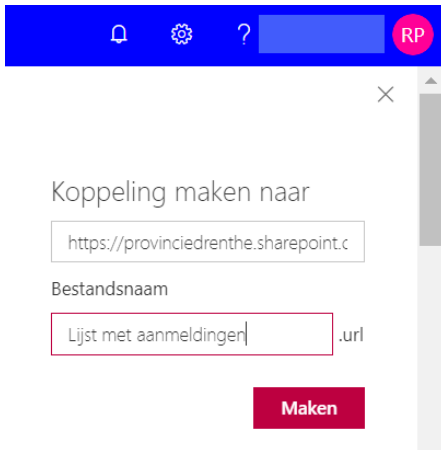 ?
RP
Koppeling maken naar
https://provinciedrenthe.sharepoint.c
Bestandsnaam
Lijst met aanmeldingen
.url
Maken